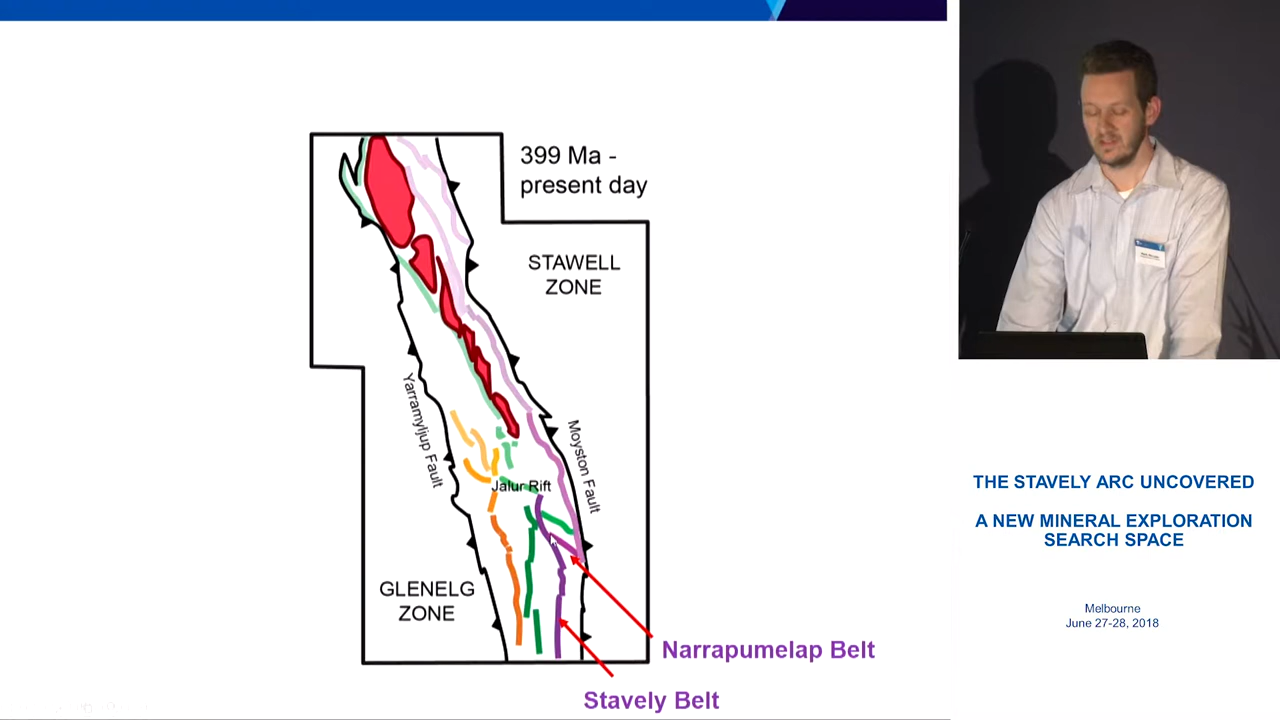 399 Ma -
present day
STAWELL
ZONE
Yarramyljup Fault
Moyston Fault
Jalur Rift
GLENELG
ZONE
Narrapumelap Belt
Stavely Belt
THE STAVELY ARC UNCOVERED
A NEW MINERAL EXPLORATION
SEARCH SPACE
Melbourne
June 27-28, 2018